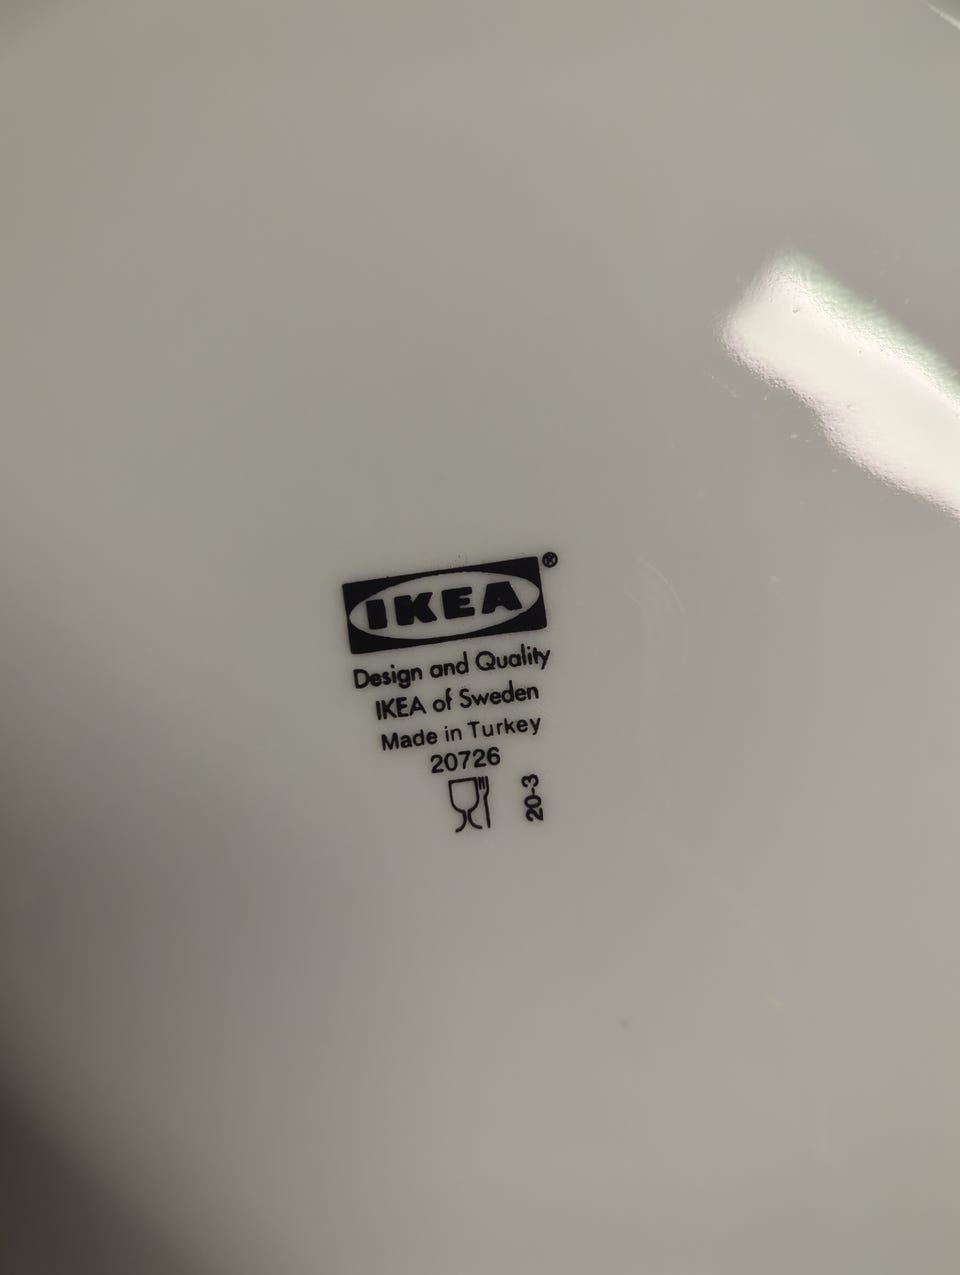 IKEA®
Design and Quality
IKEA of Sweden
Made in Turkey
20726
20-3